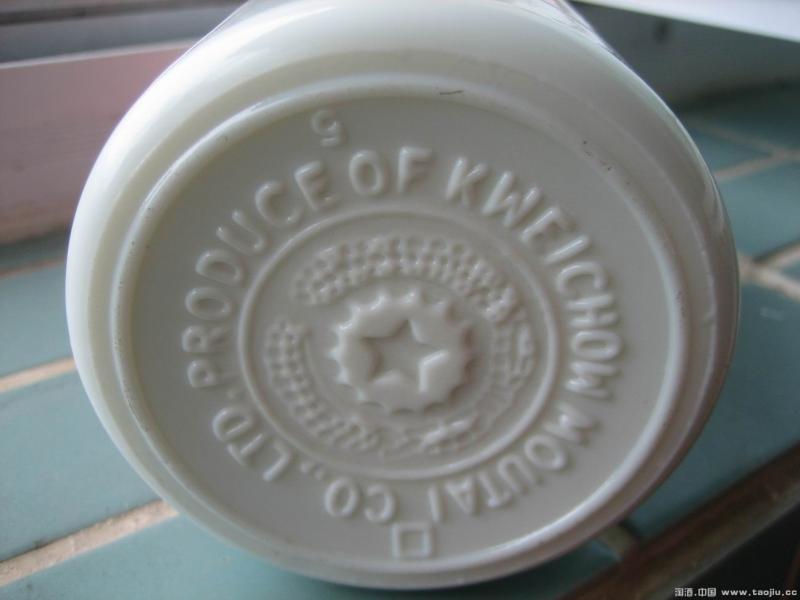 5
PRODUCE OF KWEICHOW MOUTAI CO., LTD.
淘酒.中国 www.taojiu.cc